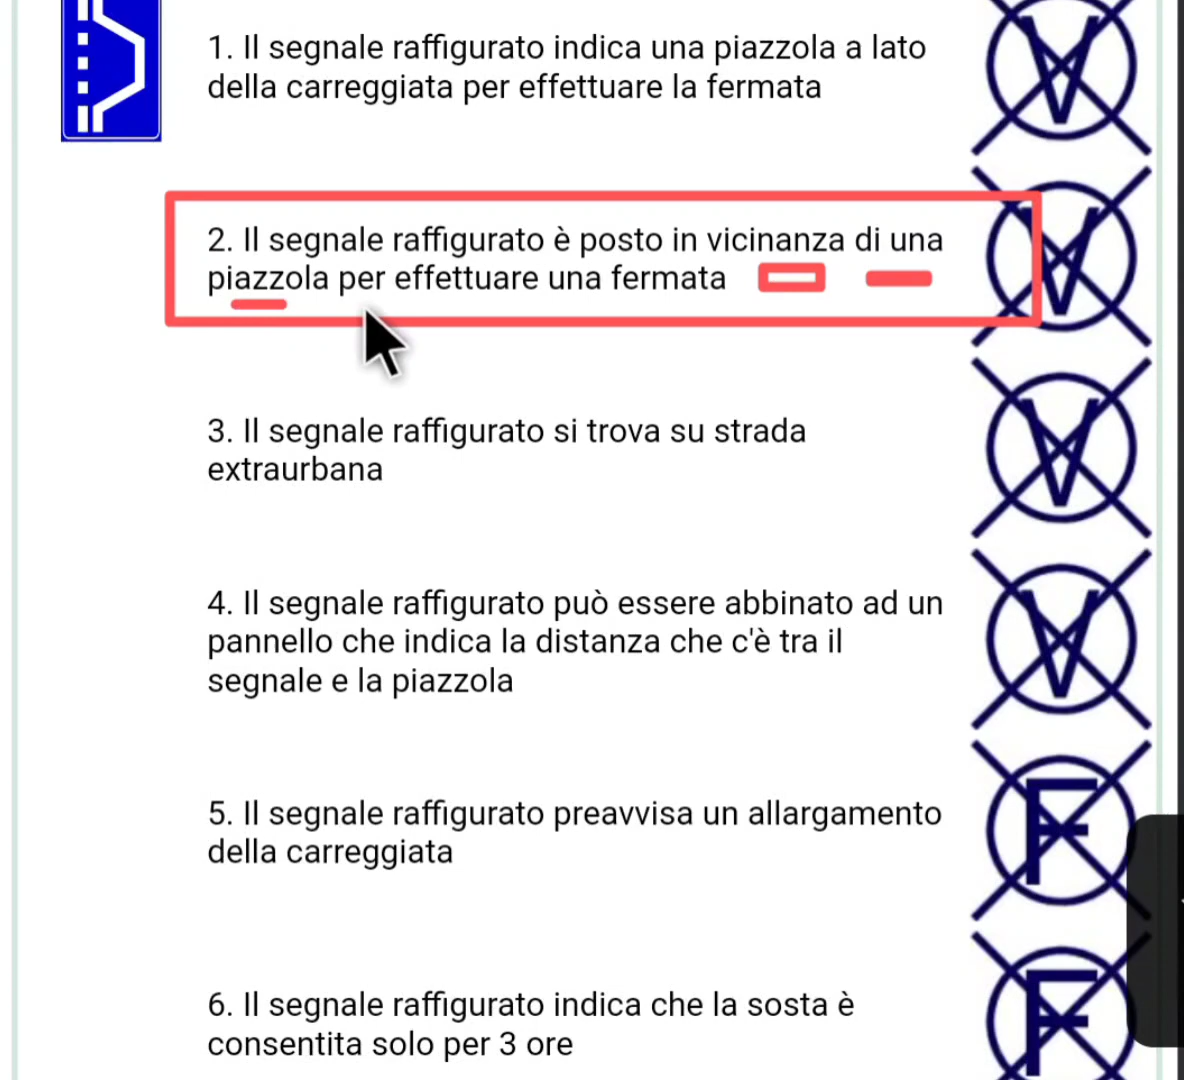 1. Il segnale raffigurato indica una piazzola a lato
della carreggiata per effettuare la fermata
V
2. Il segnale raffigurato è posto in vicinanza di una
piazzola per effettuare una fermata
V
3. Il segnale raffigurato si trova su strada
extraurbana
V
4. Il segnale raffigurato può essere abbinato ad un
pannello che indica la distanza che c'è tra il
segnale e la piazzola
V
5. Il segnale raffigurato preavvisa un allargamento
della carreggiata
F
6. Il segnale raffigurato indica che la sosta è
consentita solo per 3 ore
F